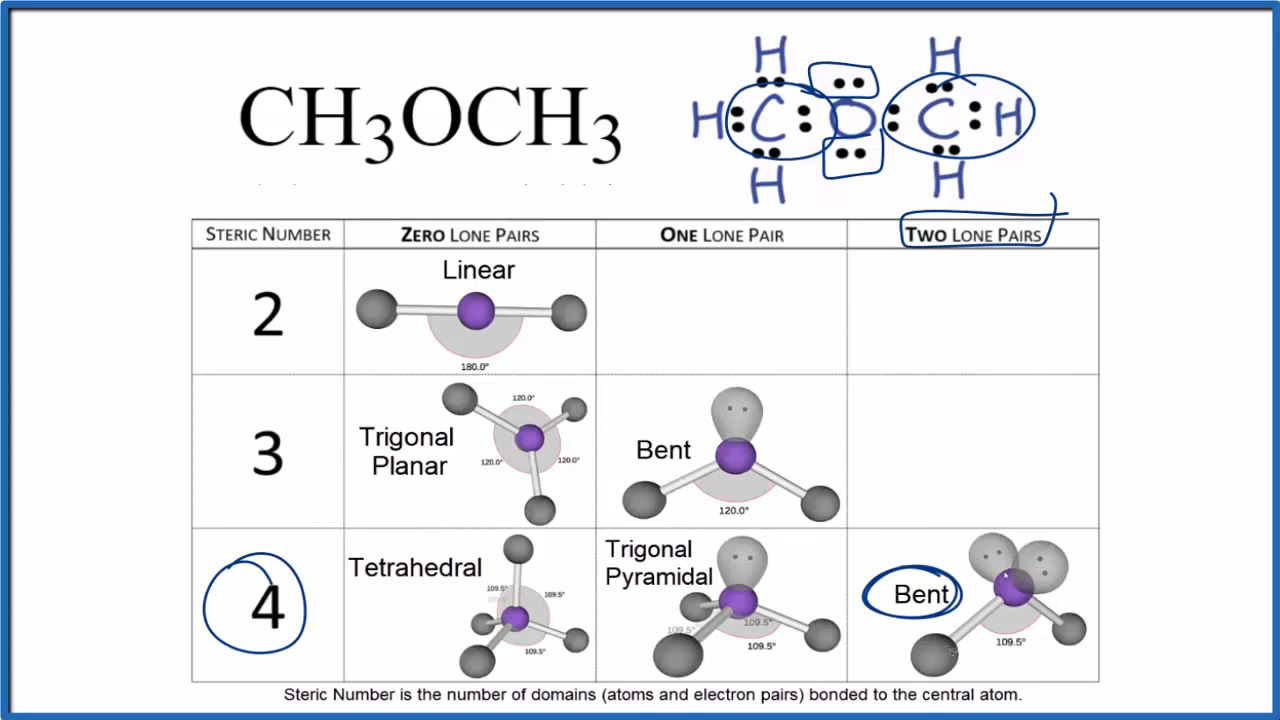 CH3OCH3
H H
H C O C H
H H
STERIC NUMBER ZERO LONE PAIRS ONE LONE PAIR TWO LONE PAIRS
Linear
2
180.0°
120.0°
3
Trigonal
Planar
120.0° 120.0°
Bent
120.0°
4
Tetrahedral
109.5° 109.5°
109.5°
Trigonal
Pyramidal
109.5° 109.5°
109.5°
Bent
109.5°
Steric Number is the number of domains (atoms and electron pairs) bonded to the central atom.